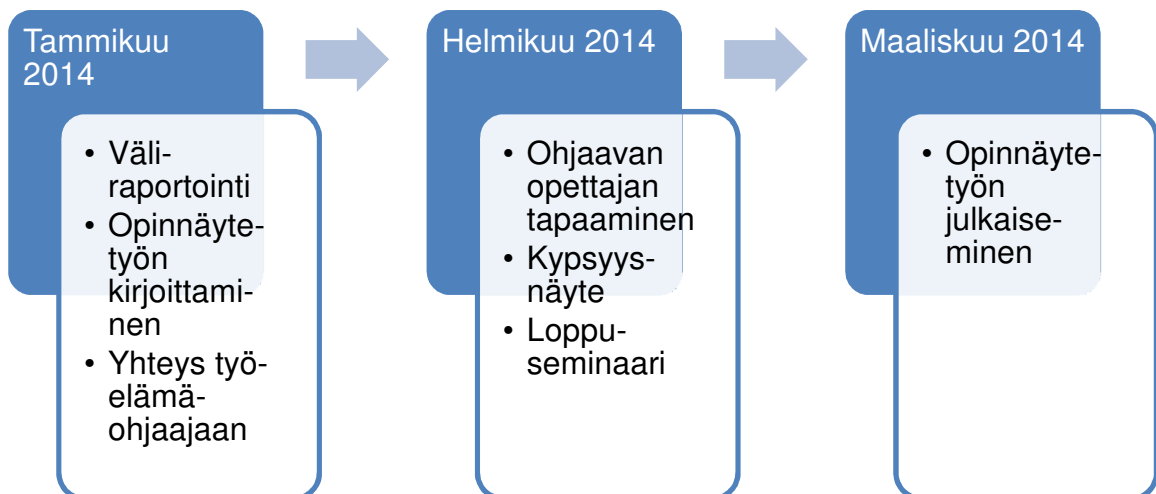 Tammikuu
2014
• Väli-
raportointi
• Opinnäyte-
työn
kirjoittami-
nen
• Yhteys työ-
elämä-
ohjaajaan
Helmikuu 2014
• Ohjaavan
opettajan
tapaaminen
• Kypsyys-
näyte
• Loppu-
seminaari
Maaliskuu 2014
• Opinnäyte-
työn
julkaise-
minen